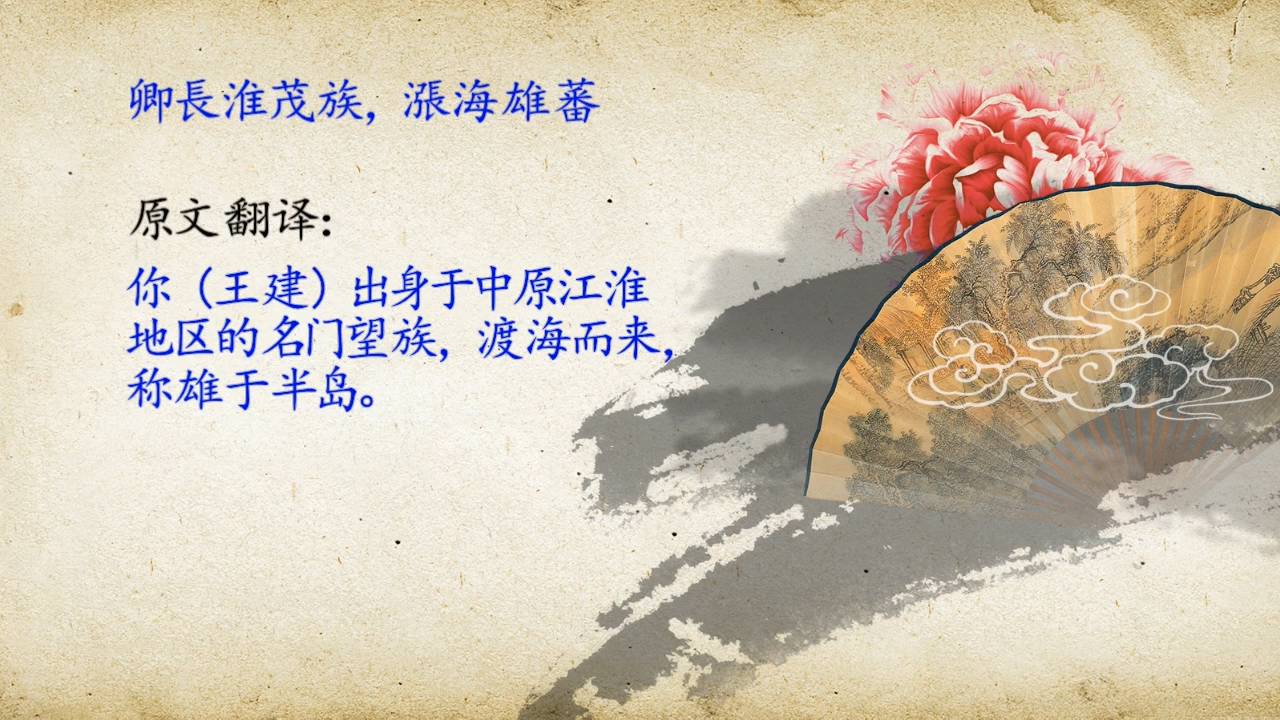 卿長淮茂族，漲海雄蕃
原文翻译：
你（王建）出身于中原江淮
地区的名门望族，渡海而来，
称雄于半岛。